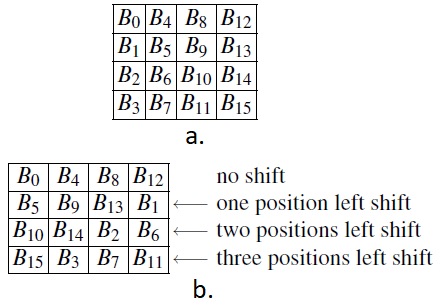 B0 B4 B8 B12
B1 B5 B9 B13
B2 B6 B10 B14
B3 B7 B11 B15
a.
B0 B4 B8 B12 no shift
B5 B9 B13 B1 ← one position left shift
B10 B14 B2 B6 ← two positions left shift
B15 B3 B7 B11 ← three positions left shift
b.